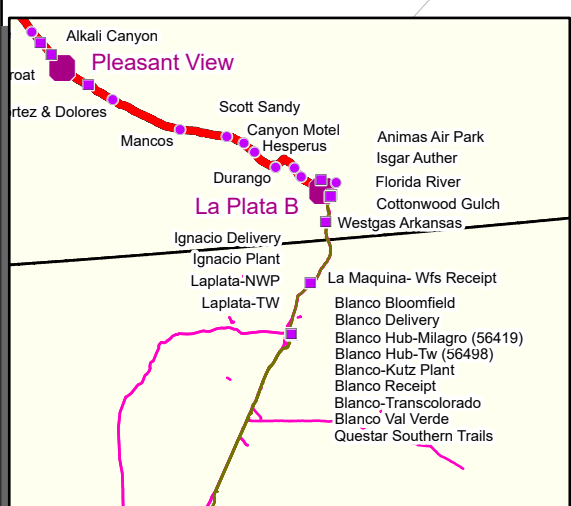 Alkali Canyon
Pleasant View
roat
rtez & Dolores
Scott Sandy
Mancos
Canyon Motel
Hesperus
Durango
Animas Air Park
Isgar Auther
Florida River
La Plata B
Cottonwood Gulch
Westgas Arkansas
Ignacio Delivery
Ignacio Plant
Laplata-NWP
Laplata-TW
La Maquina- Wfs Receipt
Blanco Bloomfield
Blanco Delivery
Blanco Hub-Milagro (56419)
Blanco Hub-Tw (56498)
Blanco-Kutz Plant
Blanco Receipt
Blanco-Transcolorado
Blanco Val Verde
Questar Southern Trails